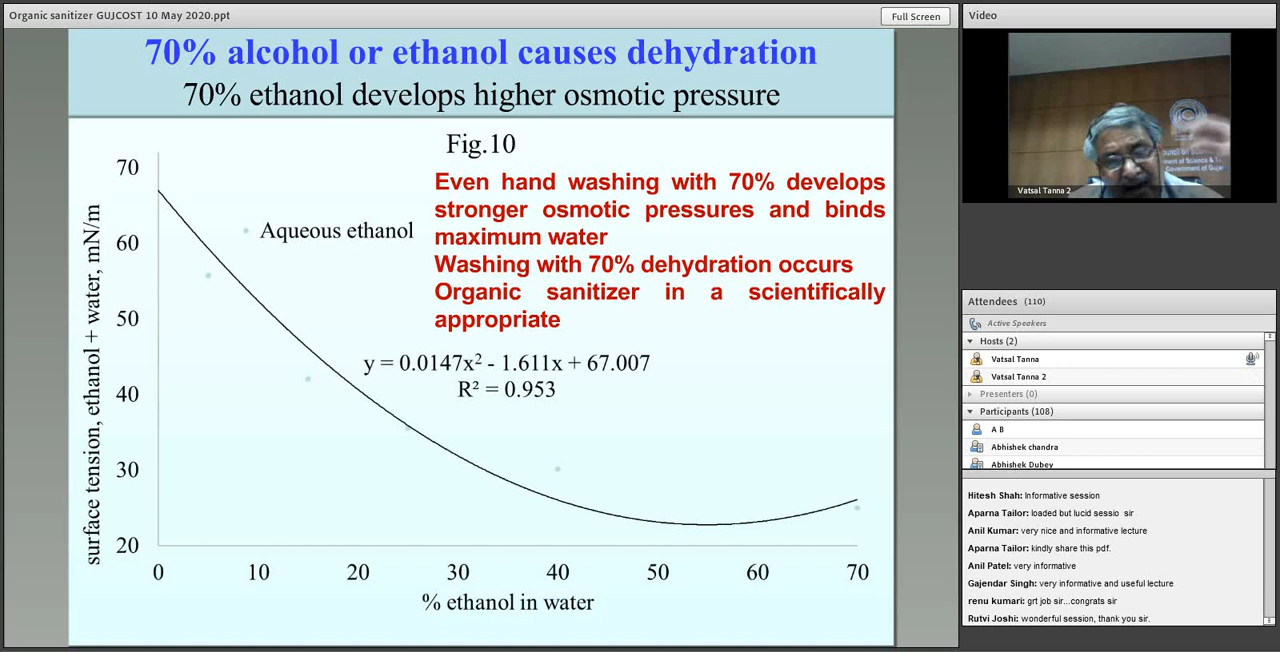 Organic sanitizer GUJCOST 10 May 2020.ppt
Full Screen
70% alcohol or ethanol causes dehydration
70% ethanol develops higher osmotic pressure
Fig.10
Even hand washing with 70% develops
stronger osmotic pressures and binds
maximum water
Washing with 70% dehydration occurs
Organic sanitizer in a scientifically
appropriate
Aqueous ethanol
y = 0.0147x² - 1.611x + 67.007
R² = 0.953
surface tension, ethanol + water, mN/m
70
60
50
40
30
20
0 10 20 30 40 50 60 70
% ethanol in water
Video
Vatsal Tanna 2
Attendees (110)
Active Speakers
Hosts (2)
Vatsal Tanna
Vatsal Tanna 2
Presenters (0)
Participants (108)
A B
Abhishek chandra
Abhishek Dubey
Hitesh Shah: Informative session
Aparna Tailor: loaded but lucid sessio sir
Anil Kumar: very nice and informative lecture
Aparna Tailor: kindly share this pdf.
Anil Patel: very informative
Gajendar Singh: very informative and useful lecture
renu kumari: grt job sir...congrats sir
Rutvi Joshi: wonderful session, thank you sir.